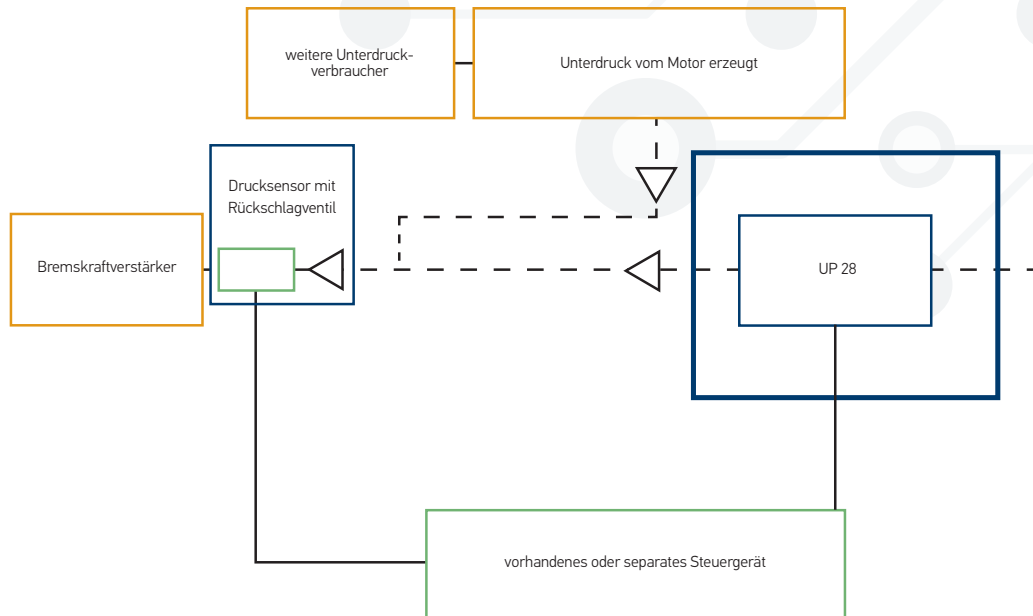 weitere Unterdruck-
verbraucher
Unterdruck vom Motor erzeugt
Drucksensor mit
Rückschlagventil
Bremskraftverstärker
UP 28
vorhandenes oder separates Steuergerät